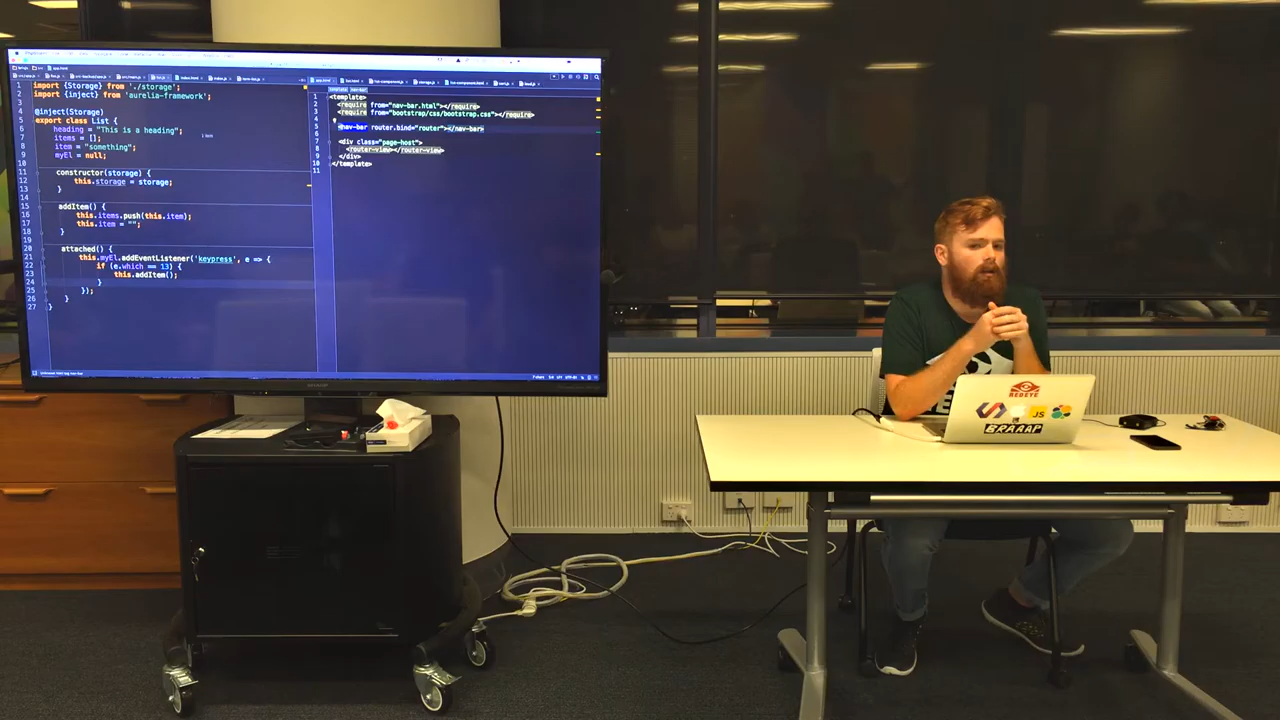 import {Storage} from './storage';
import {inject} from 'aurelia-framework';
@inject(Storage)
export class List {
heading = "This is a heading";
items = [];
item = "something";
myEl = null;
constructor(storage) {
this.storage = storage;
}
addItem() {
this.items.push(this.item);
this.item = "";
}
attached() {
this.myEl.addEventListener('keypress', e => {
if (e.which == 13) {
this.addItem();
}
});
}
}
<template>
<require from="nav-bar.html"></require>
<require from="bootstrap/css/bootstrap.css"></require>
<nav-bar router.bind="router"></nav-bar>
<div class="page-host">
<router-view></router-view>
</div>
</template>
SHARP
REDEYE
JS
BRAAAP